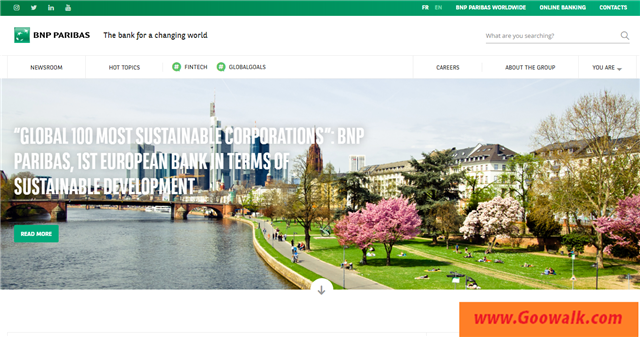 FR EN BNP PARIBAS WORLDWIDE ONLINE BANKING CONTACTS
BNP PARIBAS The bank for a changing world What are you searching?
NEWSROOM HOT TOPICS # FINTECH # GLOBALGOALS CAREERS ABOUT THE GROUP YOU ARE
"GLOBAL 100 MOST SUSTAINABLE CORPORATIONS": BNP
PARIBAS, 1ST EUROPEAN BANK IN TERMS OF
SUSTAINABLE DEVELOPMENT
READ MORE
www.Goowalk.com